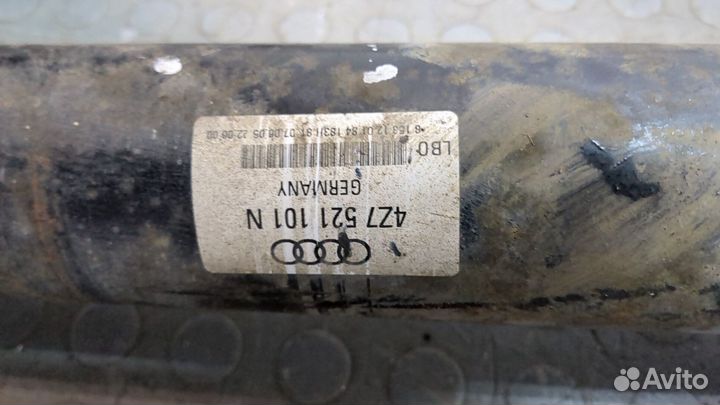 4Z7 521 101 N
GERMANY
LBO
Avito